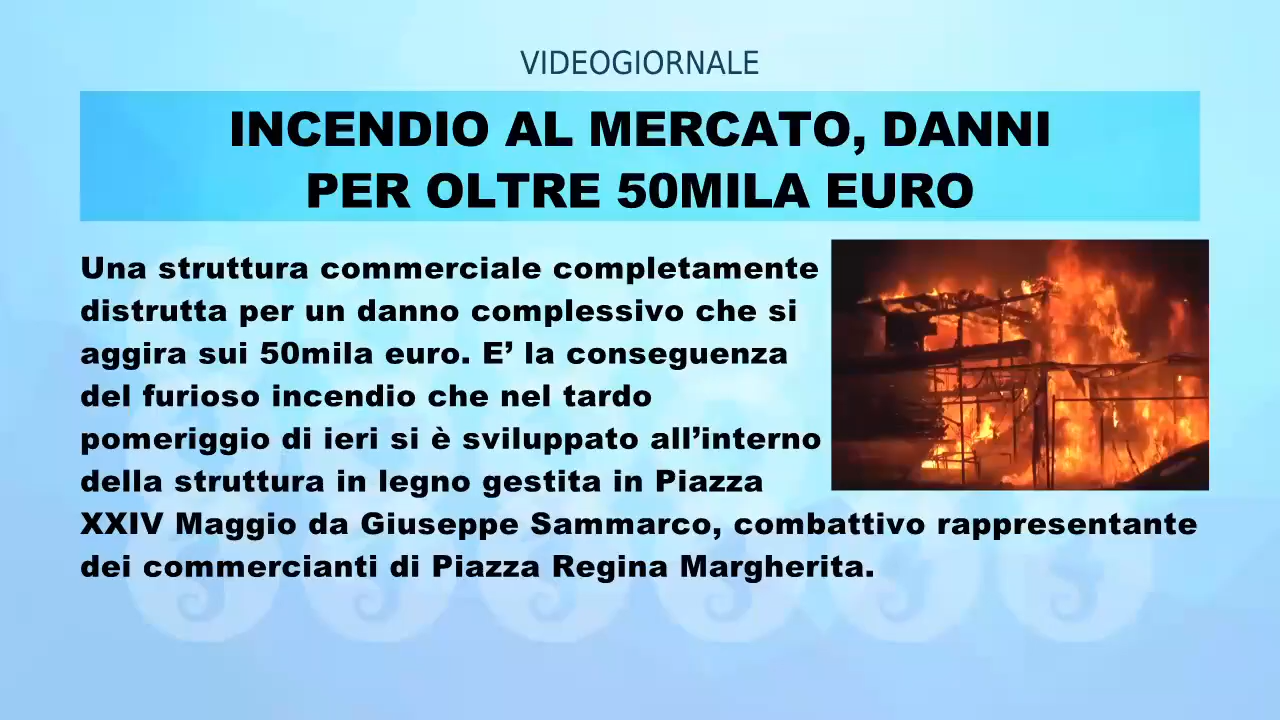 VIDEOGIORNALE
INCENDIO AL MERCATO, DANNI
PER OLTRE 50MILA EURO
Una struttura commerciale completamente
distrutta per un danno complessivo che si
aggira sui 50mila euro. E’ la conseguenza
del furioso incendio che nel tardo
pomeriggio di ieri si è sviluppato all’interno
della struttura in legno gestita in Piazza
XXIV Maggio da Giuseppe Sammarco, combattivo rappresentante
dei commercianti di Piazza Regina Margherita.